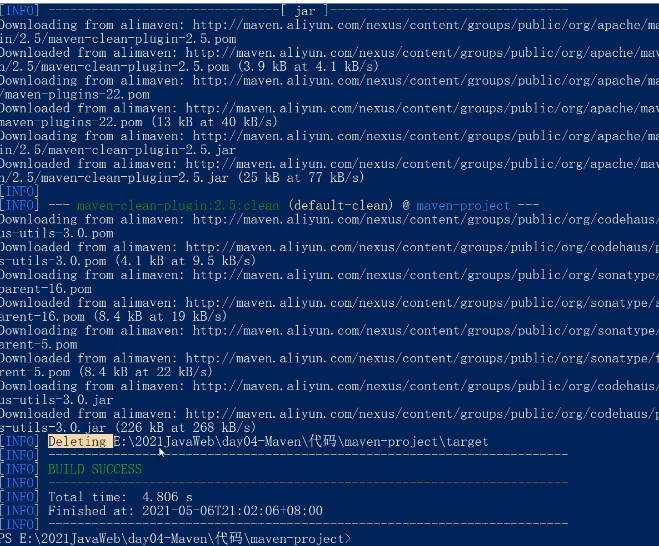 [INFO] ------------------------------[ jar ]-------------------------------
Downloading from alimaven: http://maven.aliyun.com/nexus/content/groups/public/org/apache/ma
in/2.5/maven-clean-plugin-2.5.pom
Downloaded from alimaven: http://maven.aliyun.com/nexus/content/groups/public/org/apache/mav
n/2.5/maven-clean-plugin-2.5.pom (3.9 kB at 4.1 kB/s)
Downloading from alimaven: http://maven.aliyun.com/nexus/content/groups/public/org/apache/ma
/maven-plugins-22.pom
Downloaded from alimaven: http://maven.aliyun.com/nexus/content/groups/public/org/apache/mav
maven-plugins-22.pom (13 kB at 40 kB/s)
Downloading from alimaven: http://maven.aliyun.com/nexus/content/groups/public/org/apache/ma
in/2.5/maven-clean-plugin-2.5.jar
Downloaded from alimaven: http://maven.aliyun.com/nexus/content/groups/public/org/apache/mav
n/2.5/maven-clean-plugin-2.5.jar (25 kB at 77 kB/s)
[INFO]
[INFO] --- maven-clean-plugin:2.5:clean (default-clean) @ maven-project ---
Downloading from alimaven: http://maven.aliyun.com/nexus/content/groups/public/org/codehaus/
us-utils-3.0.pom
Downloaded from alimaven: http://maven.aliyun.com/nexus/content/groups/public/org/codehaus/p
s-utils-3.0.pom (4.1 kB at 9.5 kB/s)
Downloading from alimaven: http://maven.aliyun.com/nexus/content/groups/public/org/sonatype/
parent-16.pom
Downloaded from alimaven: http://maven.aliyun.com/nexus/content/groups/public/org/sonatype/s
arent-16.pom (8.4 kB at 19 kB/s)
Downloading from alimaven: http://maven.aliyun.com/nexus/content/groups/public/org/sonatype/
arent-5.pom
Downloaded from alimaven: http://maven.aliyun.com/nexus/content/groups/public/org/sonatype/f
rent-5.pom (8.4 kB at 22 kB/s)
Downloading from alimaven: http://maven.aliyun.com/nexus/content/groups/public/org/codehaus/
us-utils-3.0.jar
Downloaded from alimaven: http://maven.aliyun.com/nexus/content/groups/public/org/codehaus/p
s-utils-3.0.jar (226 kB at 268 kB/s)
[INFO] Deleting E:\2021JavaWeb\day04-Maven\代码\maven-project\target
[INFO] ------------------------------------------------------------------------
[INFO] BUILD SUCCESS
[INFO] ------------------------------------------------------------------------
[INFO] Total time:  4.806 s
[INFO] Finished at: 2021-05-06T21:02:06+08:00
[INFO] ------------------------------------------------------------------------
PS E:\2021JavaWeb\day04-Maven\代码\maven-project>